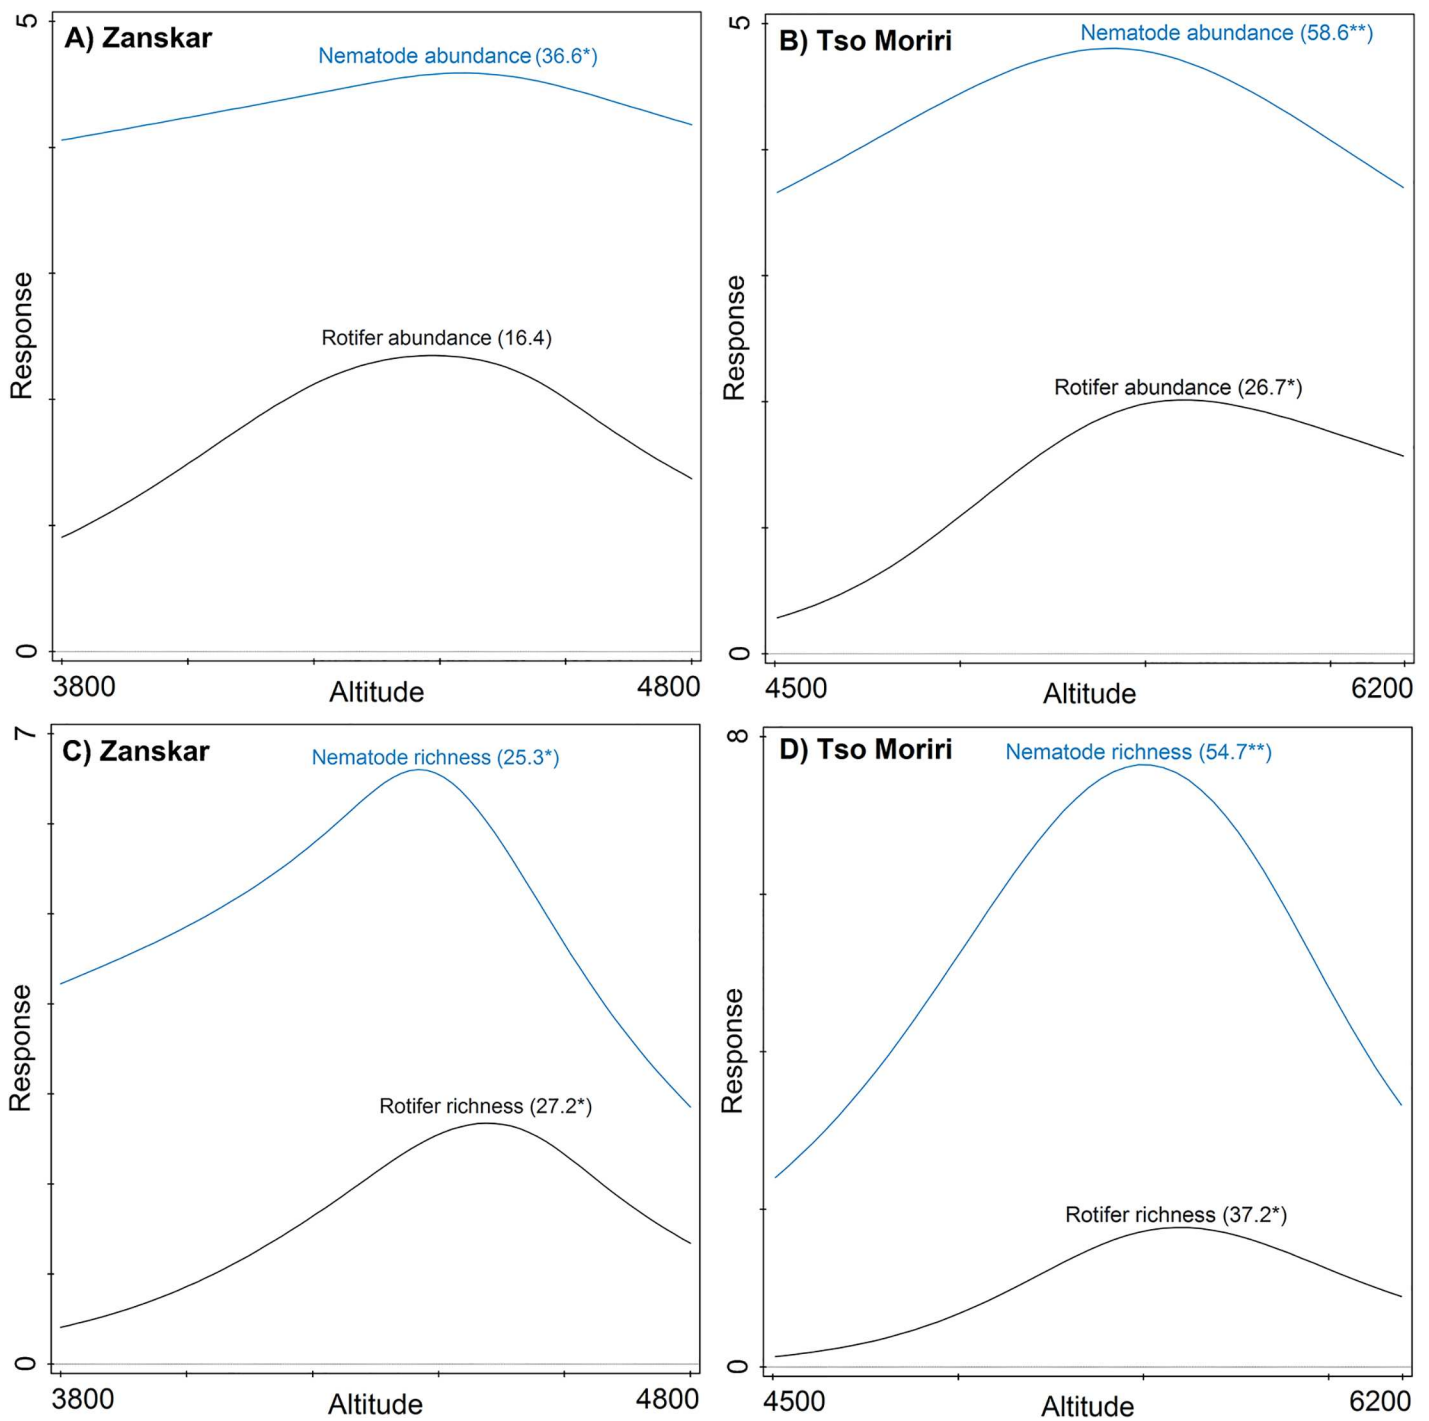 5
A) Zanskar
Nematode abundance (36.6*)
Rotifer abundance (16.4)
Response
0
3800
Altitude
4800
5
B) Tso Moriri
Nematode abundance (58.6**)
Rotifer abundance (26.7*)
Response
0
4500
Altitude
6200
7
C) Zanskar
Nematode richness (25.3*)
Rotifer richness (27.2*)
Response
0
3800
Altitude
4800
8
D) Tso Moriri
Nematode richness (54.7**)
Rotifer richness (37.2*)
Response
0
4500
Altitude
6200